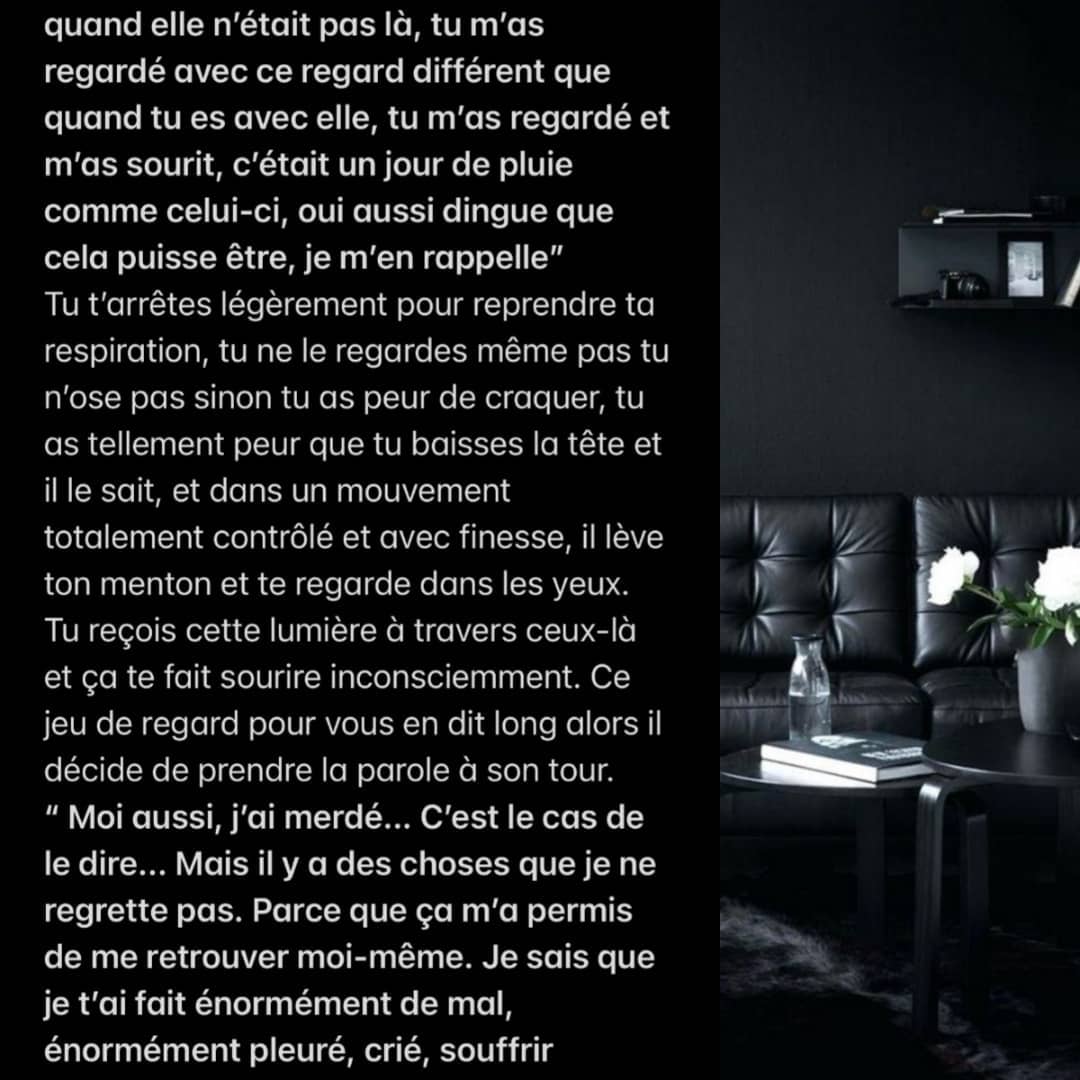 quand elle n’était pas là, tu m’as
regardé avec ce regard différent que
quand tu es avec elle, tu m’as regardé et
m’as sourit, c’était un jour de pluie
comme celui-ci, oui aussi dingue que
cela puisse être, je m’en rappelle”
Tu t’arrêtes légèrement pour reprendre ta
respiration, tu ne le regardes même pas tu
n’ose pas sinon tu as peur de craquer, tu
as tellement peur que tu baisses la tête et
il le sait, et dans un mouvement
totalement contrôlé et avec finesse, il lève
ton menton et te regarde dans les yeux.
Tu reçois cette lumière à travers ceux-là
et ça te fait sourire inconsciemment. Ce
jeu de regard pour vous en dit long alors il
décide de prendre la parole à son tour.
“ Moi aussi, j’ai merdé... C’est le cas de
le dire... Mais il y a des choses que je ne
regrette pas. Parce que ça m’a permis
de me retrouver moi-même. Je sais que
je t’ai fait énormément de mal,
énormément pleuré, crié, souffrir